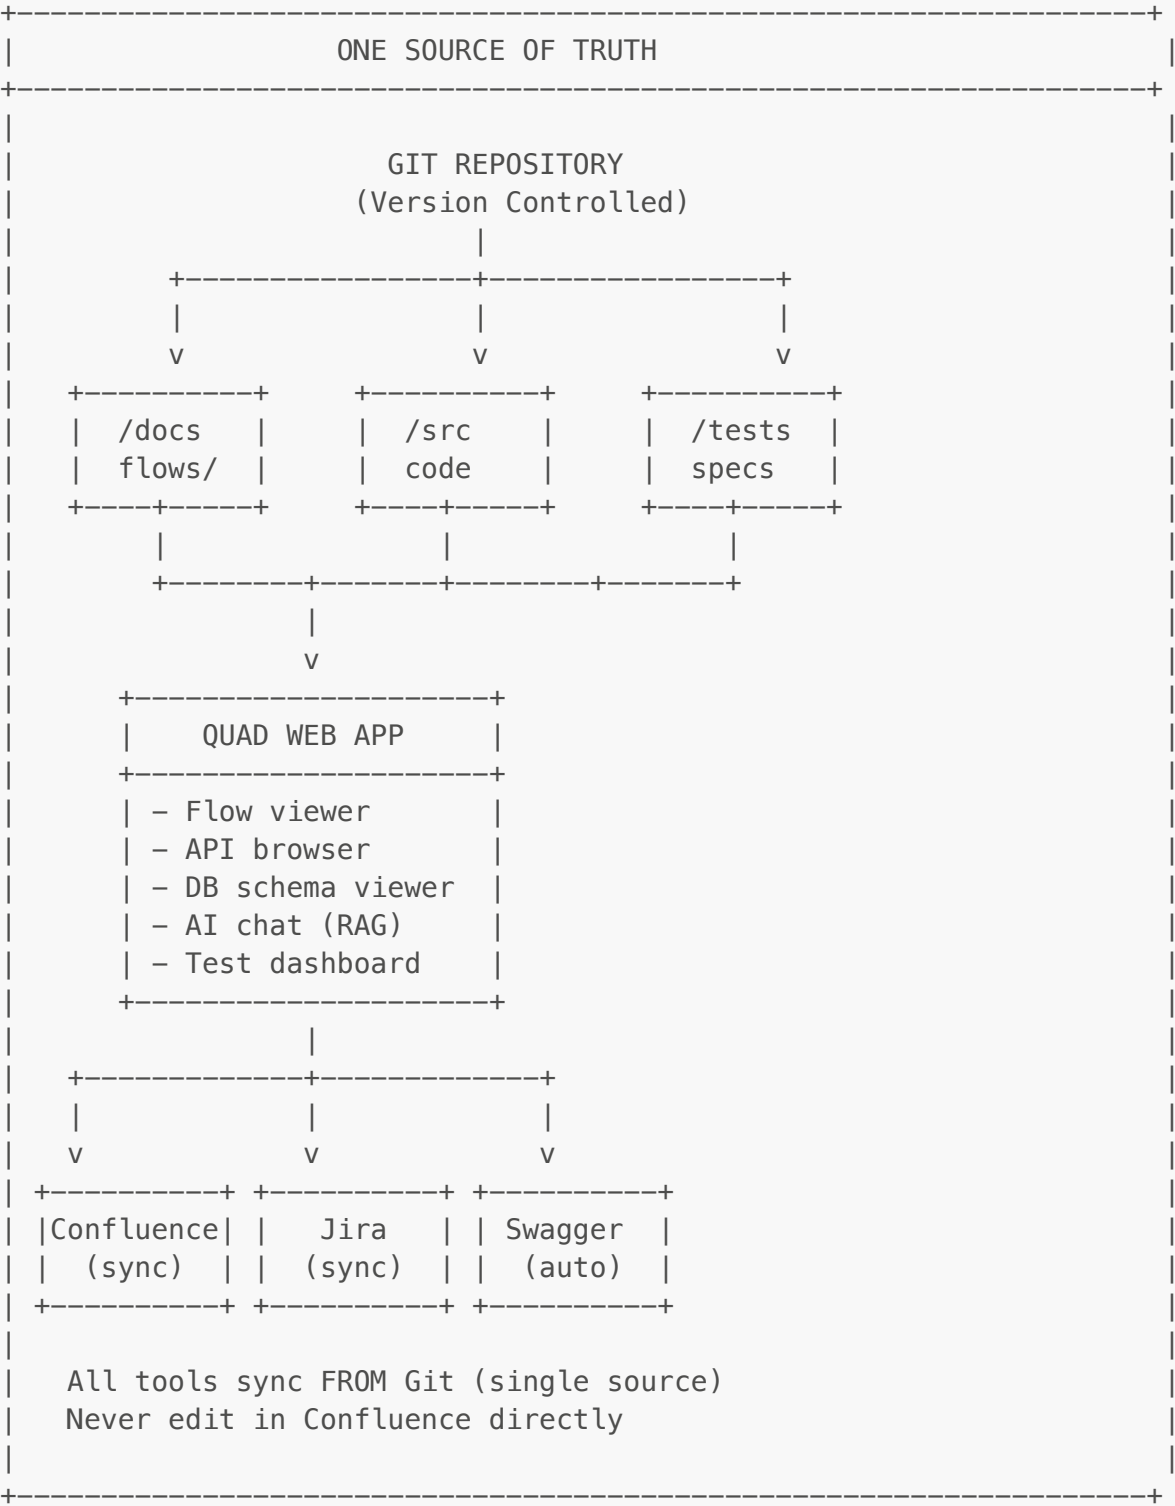 ONE SOURCE OF TRUTH
GIT REPOSITORY
(Version Controlled)
v v v
/docs /src /tests
flows/ code specs
v
QUAD WEB APP
– Flow viewer
– API browser
– DB schema viewer
– AI chat (RAG)
– Test dashboard
v v v
Confluence Jira Swagger
(sync) (sync) (auto)
All tools sync FROM Git (single source)
Never edit in Confluence directly